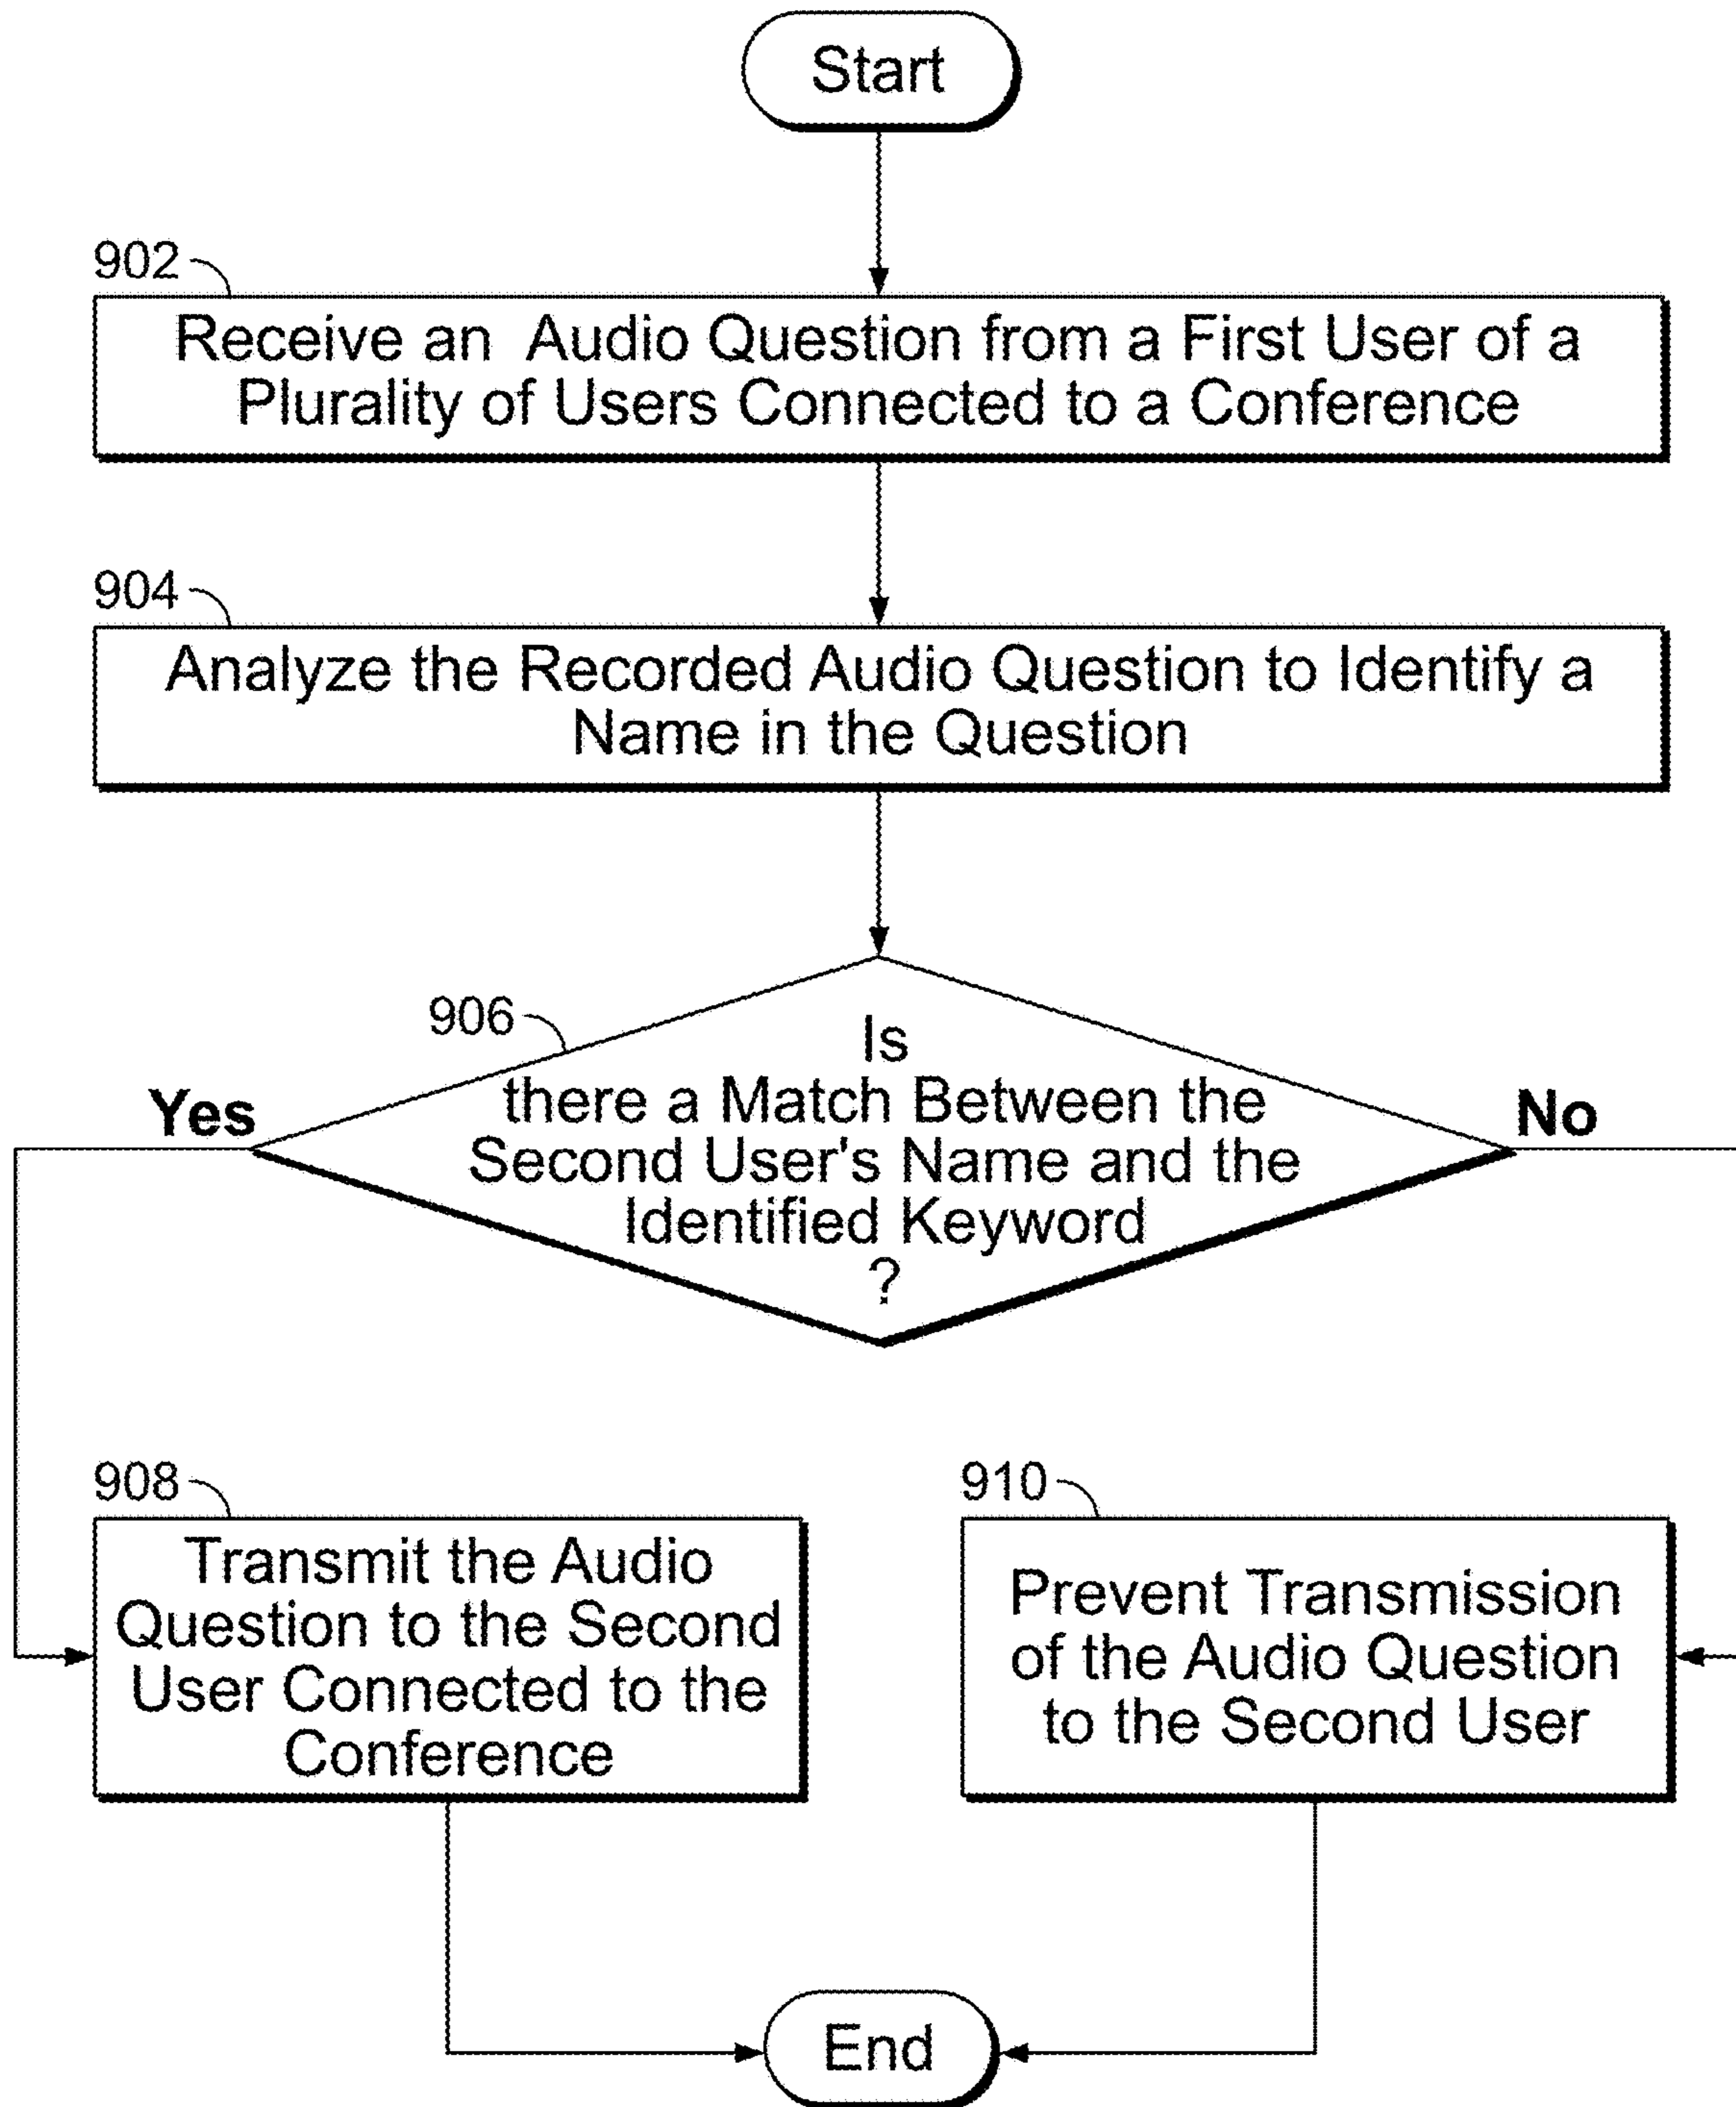 Start
902
Receive an Audio Question from a First User of a
Plurality of Users Connected to a Conference
904
Analyze the Recorded Audio Question to Identify a
Name in the Question
906
Is
there a Match Between the
Second User's Name and the
Identified Keyword
?
Yes
No
908
Transmit the Audio
Question to the Second
User Connected to the
Conference
910
Prevent Transmission
of the Audio Question
to the Second User
End